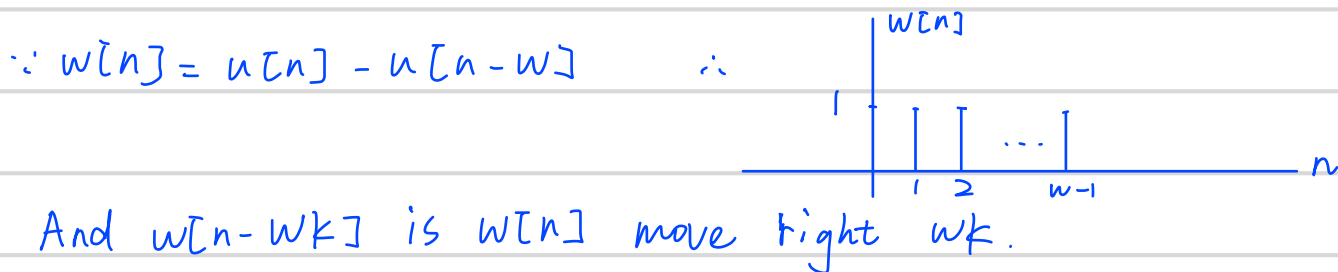 ∵ w[n] = u[n] - u[n-W] ∴
w[n]
1
...
n
1 2 w-1
And w[n-Wk] is w[n] move right Wk.